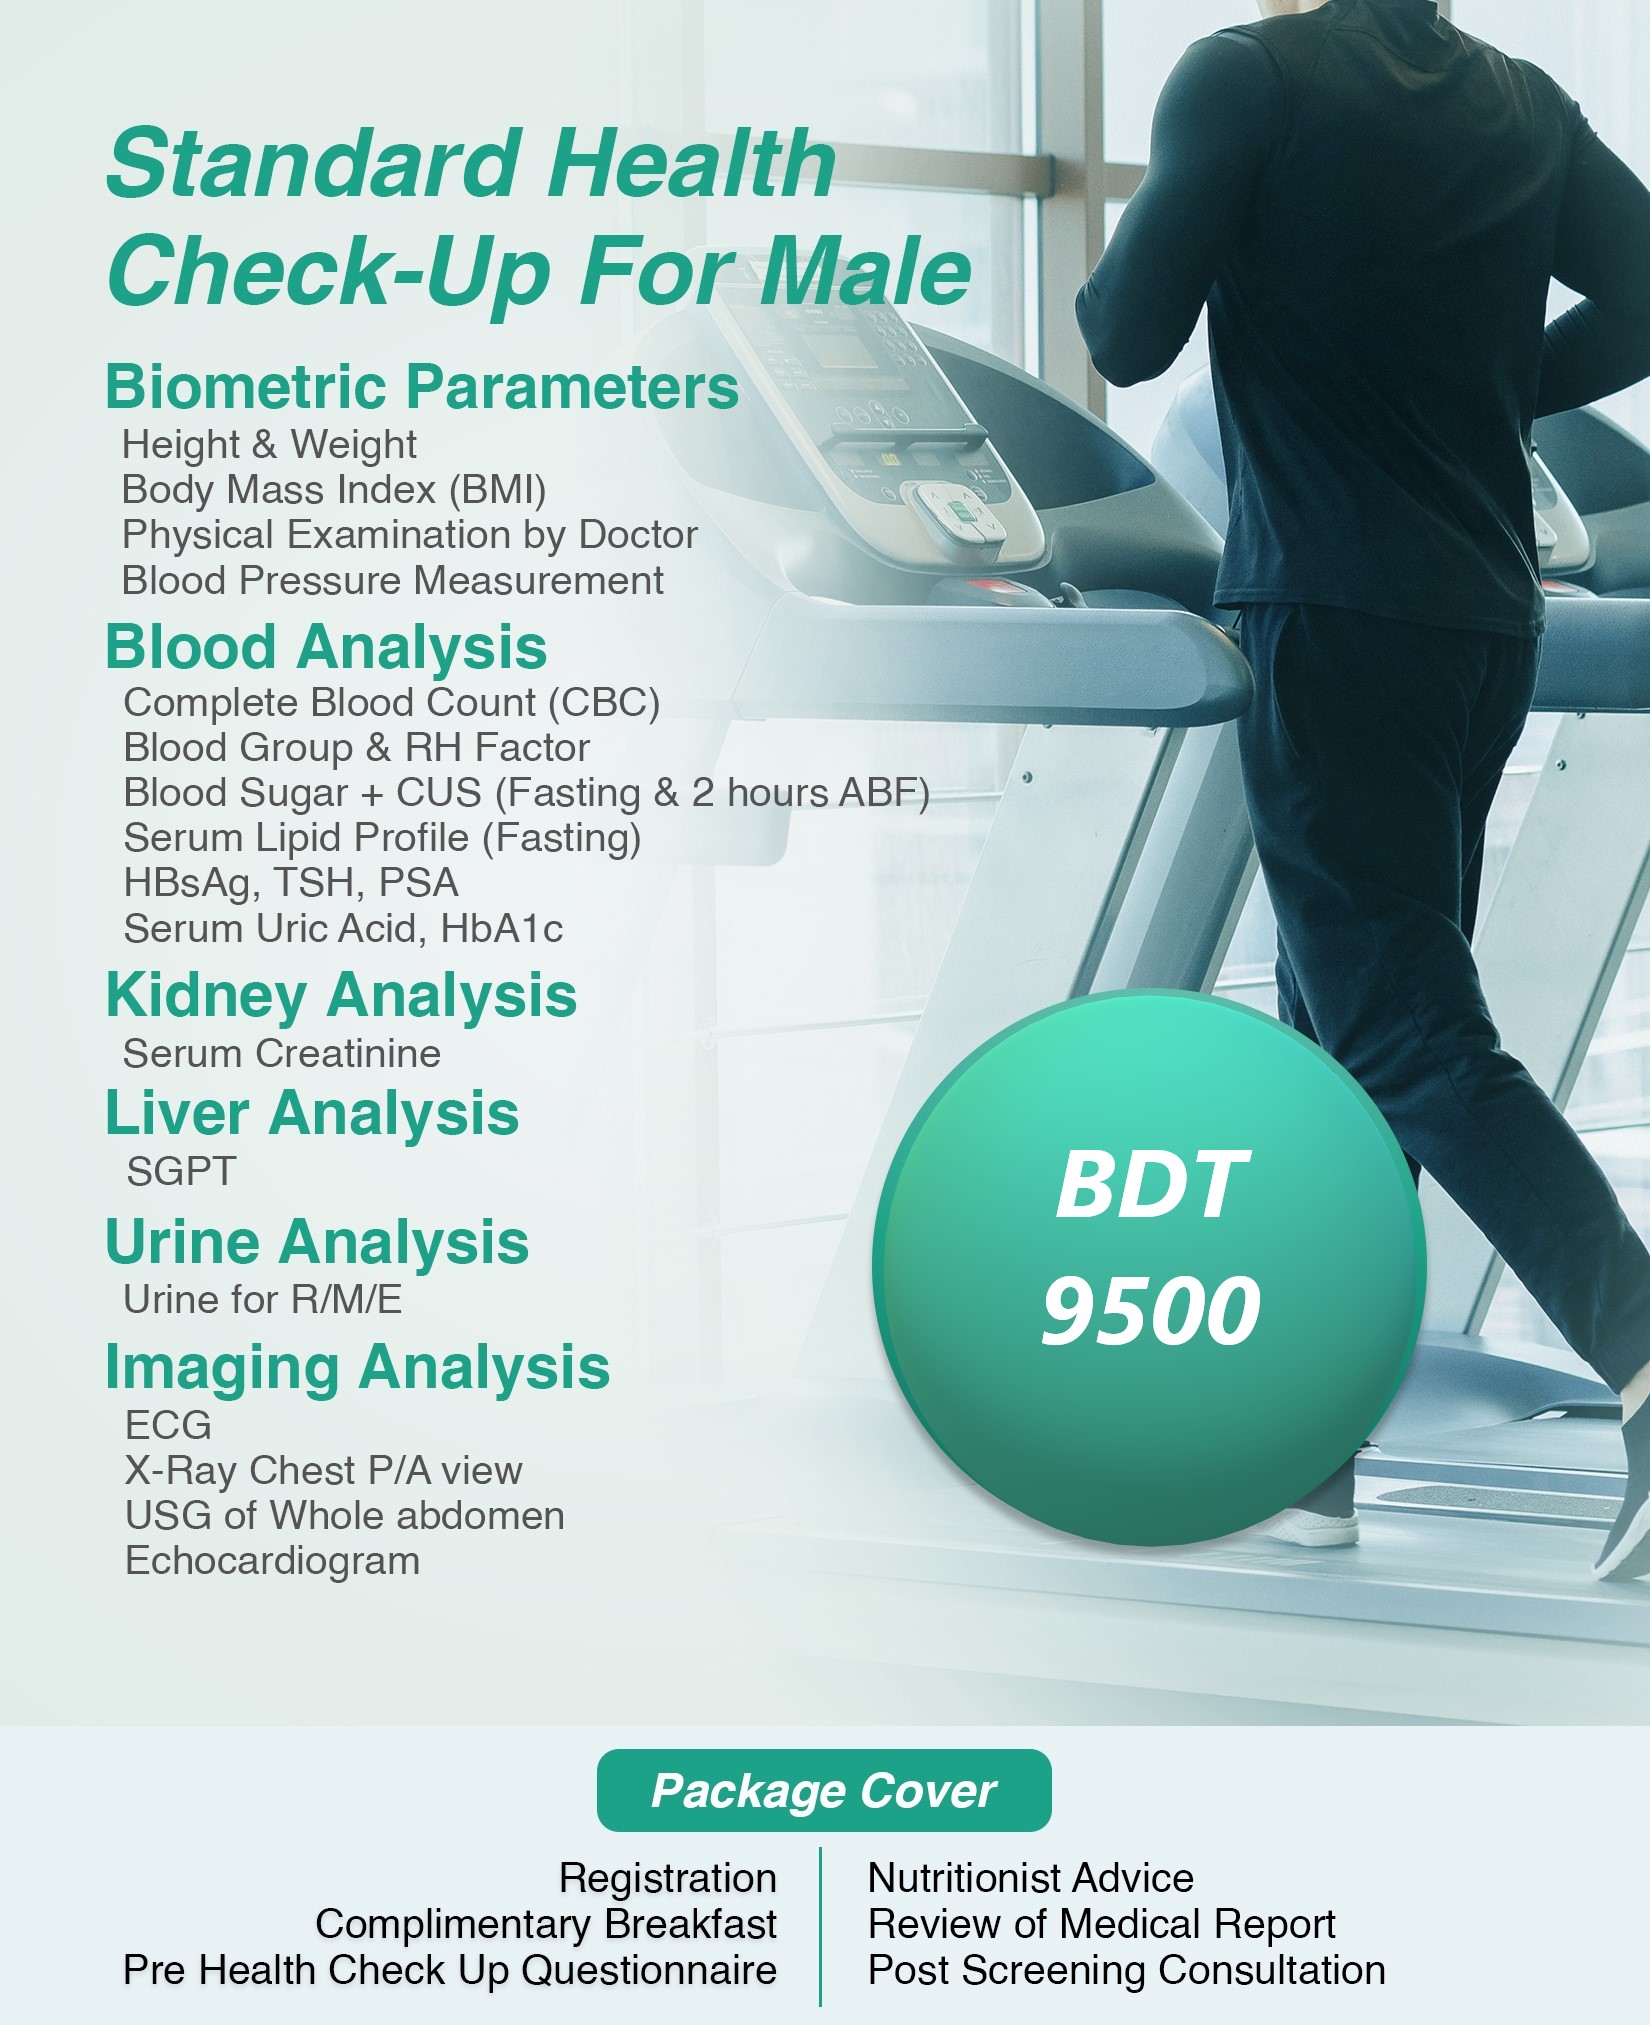 Standard Health
Check-Up For Male
Biometric Parameters
Height & Weight
Body Mass Index (BMI)
Physical Examination by Doctor
Blood Pressure Measurement
Blood Analysis
Complete Blood Count (CBC)
Blood Group & RH Factor
Blood Sugar + CUS (Fasting & 2 hours ABF)
Serum Lipid Profile (Fasting)
HBsAg, TSH, PSA
Serum Uric Acid, HbA1c
Kidney Analysis
Serum Creatinine
Liver Analysis
SGPT
Urine Analysis
Urine for R/M/E
Imaging Analysis
ECG
X-Ray Chest P/A view
USG of Whole abdomen
Echocardiogram
BDT
9500
Package Cover
Registration
Complimentary Breakfast
Pre Health Check Up Questionnaire
Nutritionist Advice
Review of Medical Report
Post Screening Consultation